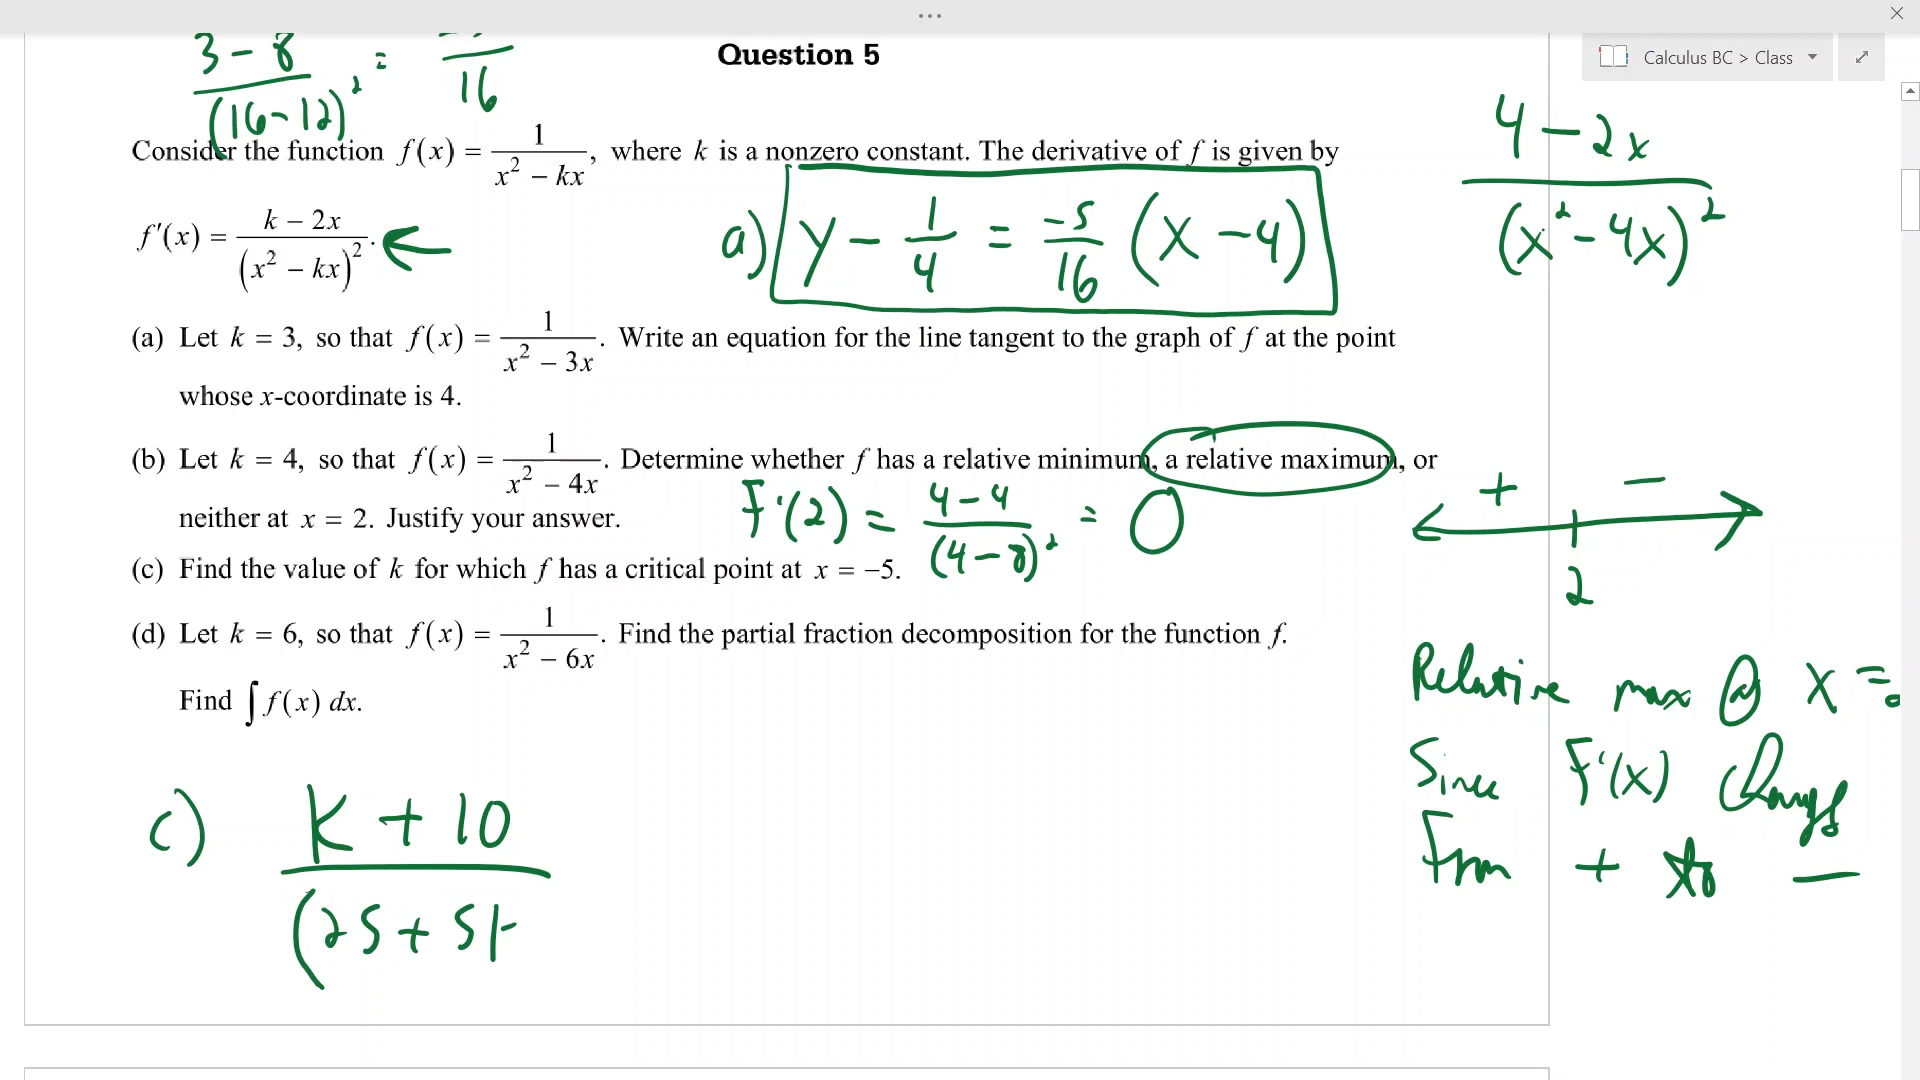 Calculus BC > Class
Question 5
3 - 8 / (16-12)² = / 16
Consider the function f(x) = 1/(x² − kx), where k is a nonzero constant. The derivative of f is given by
f′(x) = (k − 2x)/(x² − kx)².
a) y - 1/4 = -5/16 (x - 4)
4 - 2x / (x² - 4x)²
(a) Let k = 3, so that f(x) = 1/(x² − 3x). Write an equation for the line tangent to the graph of f at the point
whose x-coordinate is 4.
(b) Let k = 4, so that f(x) = 1/(x² − 4x). Determine whether f has a relative minimum, a relative maximum, or
neither at x = 2. Justify your answer.
F'(2) = 4-4 / (4-8)² = 0
+ −
2
(c) Find the value of k for which f has a critical point at x = −5.
(d) Let k = 6, so that f(x) = 1/(x² − 6x). Find the partial fraction decomposition for the function f.
Find ∫ f(x) dx.
Relative max @ x =
Since F'(x) changes
From + to −
c) K + 10 / (25 + 5